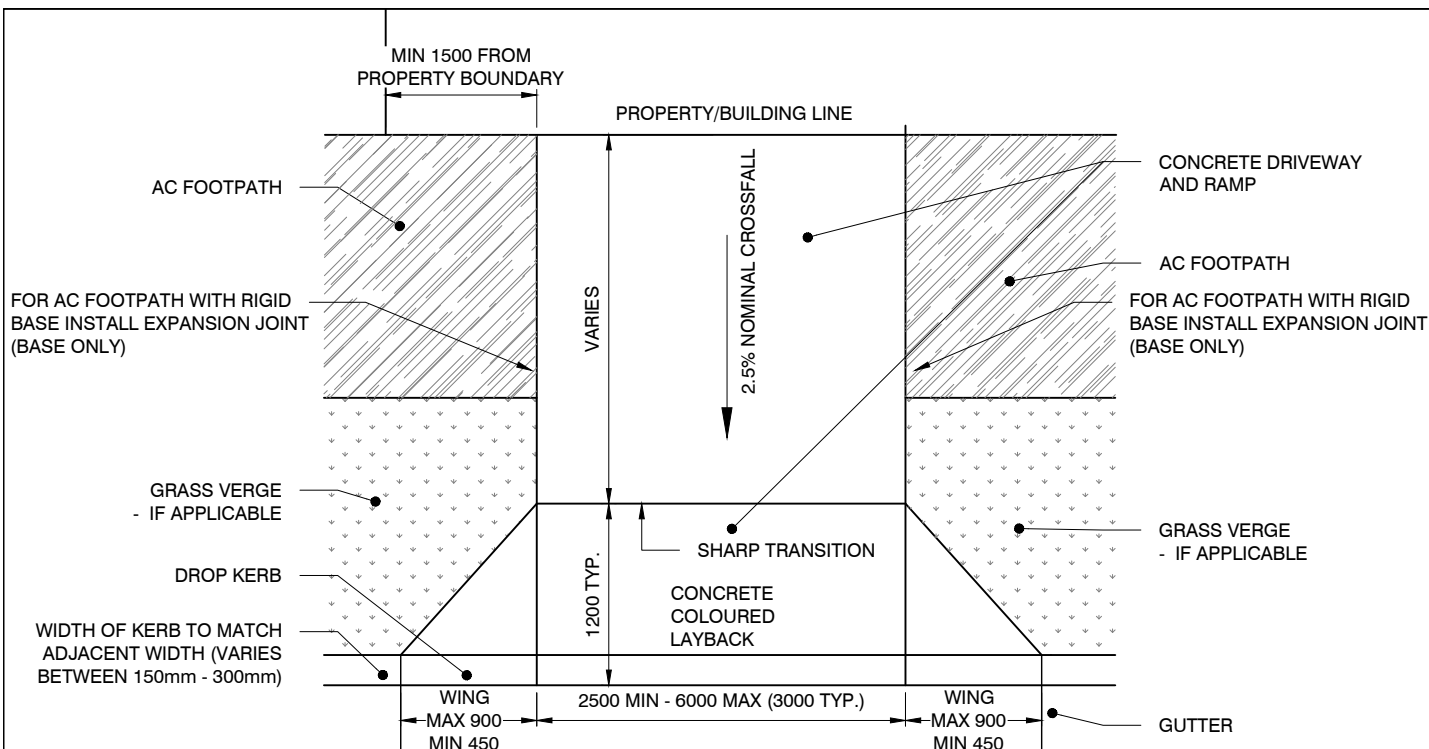 MIN 1500 FROM
PROPERTY BOUNDARY
PROPERTY/BUILDING LINE
AC FOOTPATH
CONCRETE DRIVEWAY
AND RAMP
AC FOOTPATH
FOR AC FOOTPATH WITH RIGID
BASE INSTALL EXPANSION JOINT
(BASE ONLY)
VARIES
2.5% NOMINAL CROSSFALL
FOR AC FOOTPATH WITH RIGID
BASE INSTALL EXPANSION JOINT
(BASE ONLY)
GRASS VERGE
- IF APPLICABLE
SHARP TRANSITION
GRASS VERGE
- IF APPLICABLE
DROP KERB
1200 TYP.
CONCRETE
COLOURED
LAYBACK
WIDTH OF KERB TO MATCH
ADJACENT WIDTH (VARIES
BETWEEN 150mm - 300mm)
WING
MAX 900
MIN 450
2500 MIN - 6000 MAX (3000 TYP.)
WING
MAX 900
MIN 450
GUTTER